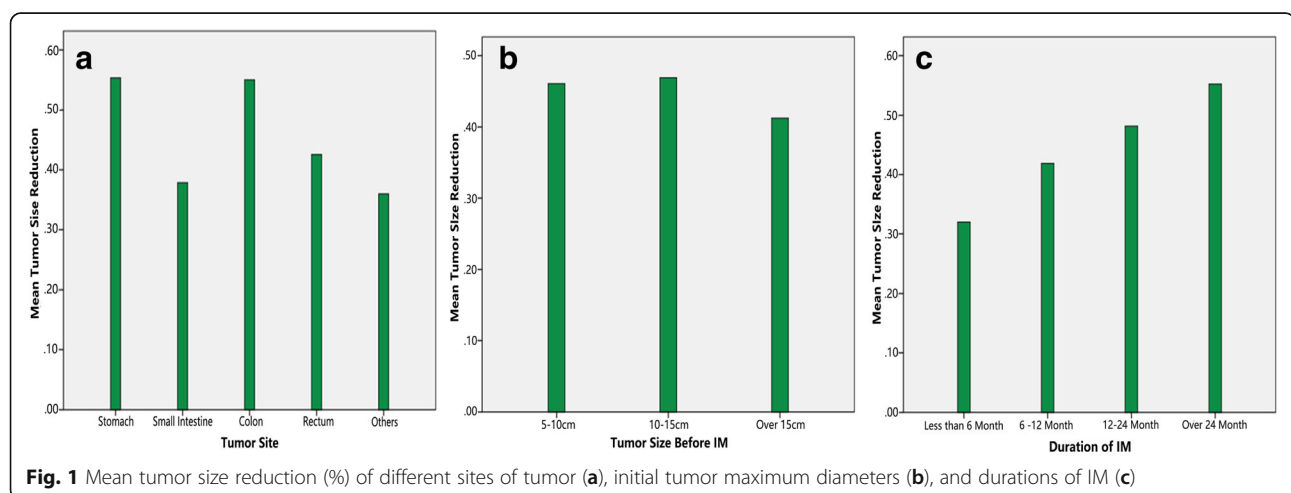 a
.60
.50
.40
.30
.20
.10
.00
Mean Tumor Sise Reduction
Stomach Small Intestine Colon Rectum Others
Tumor Site
b
.50
.40
.30
.20
.10
.00
Mean Tumor SIze Reduction
5-10cm 10-15cm Over 15cm
Tumor Size Before IM
c
.60
.50
.40
.30
.20
.10
.00
Mean Tumor SIze Reduction
Less than 6 Month 6 -12 Month 12-24 Month Over 24 Month
Duration of IM
Fig. 1 Mean tumor size reduction (%) of different sites of tumor (a), initial tumor maximum diameters (b), and durations of IM (c)